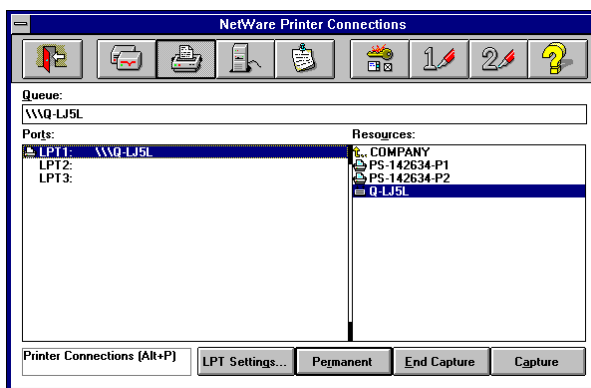 NetWare Printer Connections
1 2 ?
Queue:
\\\Q-LJ5L
Ports:
LPT1: \\\Q-LJ5L
LPT2:
LPT3:
Resources:
COMPANY
PS-142634-P1
PS-142634-P2
Q-LJ5L
Printer Connections (Alt+P)
LPT Settings... Permanent End Capture Capture